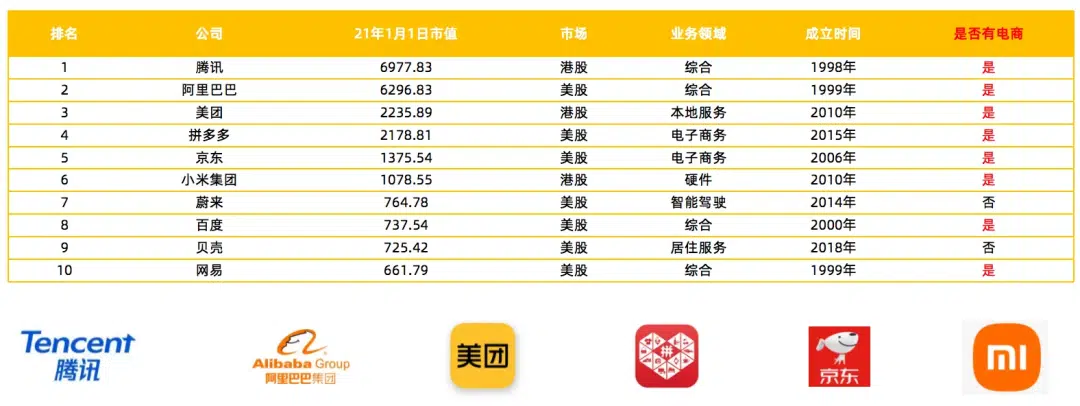 排名 公司 21年1月1日市值 市场 业务领域 成立时间 是否有电商
1 腾讯 6977.83 港股 综合 1998年 是
2 阿里巴巴 6296.83 美股 综合 1999年 是
3 美团 2235.89 港股 本地服务 2010年 是
4 拼多多 2178.81 美股 电子商务 2015年 是
5 京东 1375.54 美股 电子商务 2006年 是
6 小米集团 1078.55 港股 硬件 2010年 是
7 蔚来 764.78 美股 智能驾驶 2014年 否
8 百度 737.54 美股 综合 2000年 是
9 贝壳 725.42 美股 居住服务 2018年 否
10 网易 661.79 美股 综合 1999年 是
Tencent
腾讯
Alibaba Group
阿里巴巴集团
美团
拼
京东
mi